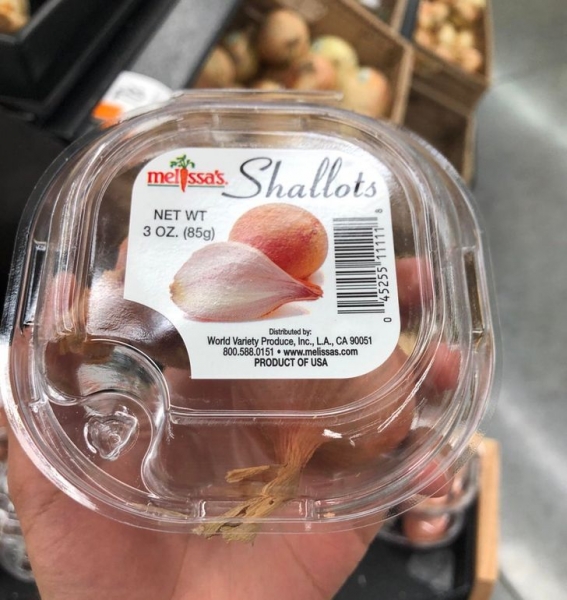 melissa's. Shallots
NET WT
3 OZ. (85g)
0 45255 11111 8
Distributed by:
World Variety Produce, Inc., L.A., CA 90051
800.588.0151 • www.melissas.com
PRODUCT OF USA